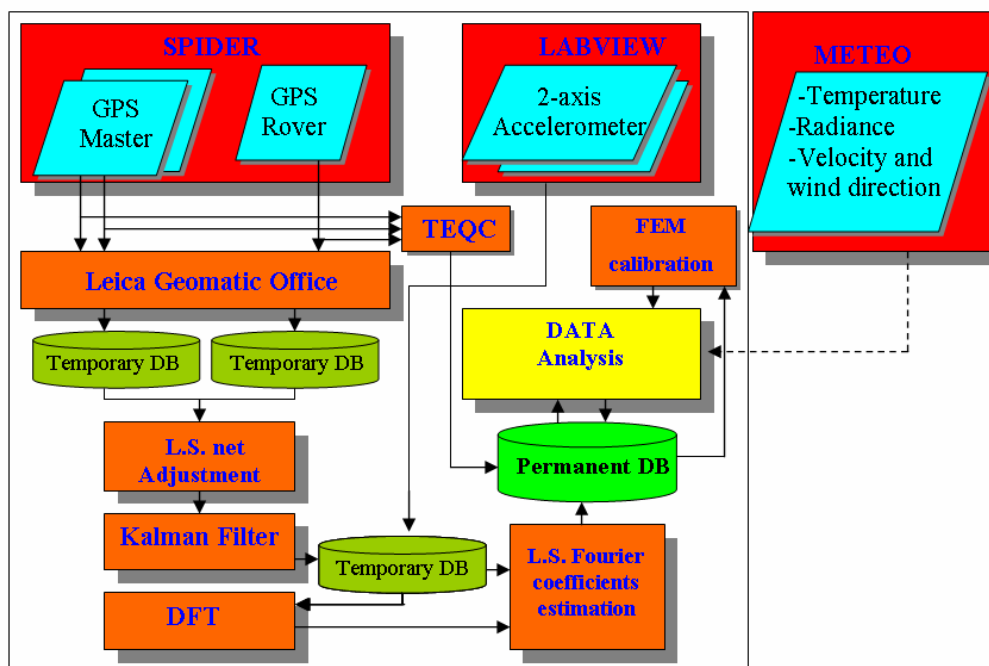 SPIDER
GPS
Master
GPS
Rover
LABVIEW
2-axis
Accelerometer
METEO
-Temperature
-Radiance
-Velocity and
wind direction
TEQC
FEM
calibration
Leica Geomatic Office
DATA
Analysis
Temporary DB
Temporary DB
L.S. net
Adjustment
Permanent DB
Kalman Filter
Temporary DB
L.S. Fourier
coefficients
estimation
DFT